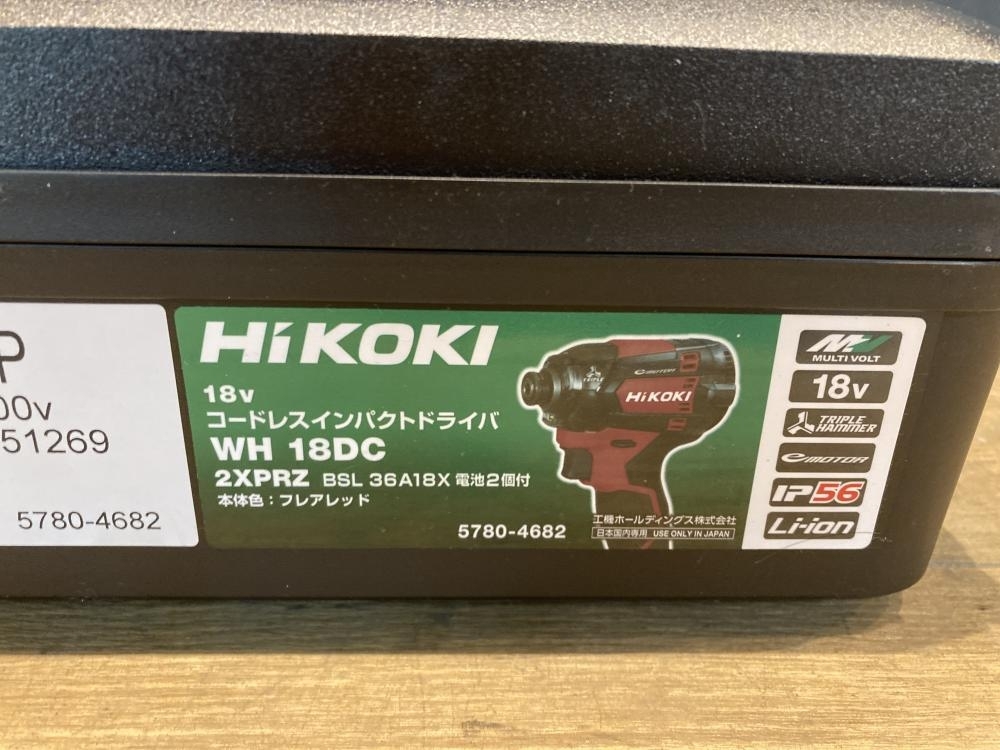 P
00v
51269
5780-4682
HiKOKI
18v
コードレスインパクトドライバ
WH 18DC
2XPRZ BSL 36A18X 電池2個付
本体色：フレアレッド
5780-4682
TRIPLE
e MOTOR
HiKOKI
工機ホールディングス株式会社
日本国内専用 USE ONLY IN JAPAN
MV
MULTI VOLT
18v
TRIPLE
HAMMER
e MOTOR
IP56
Li-ion